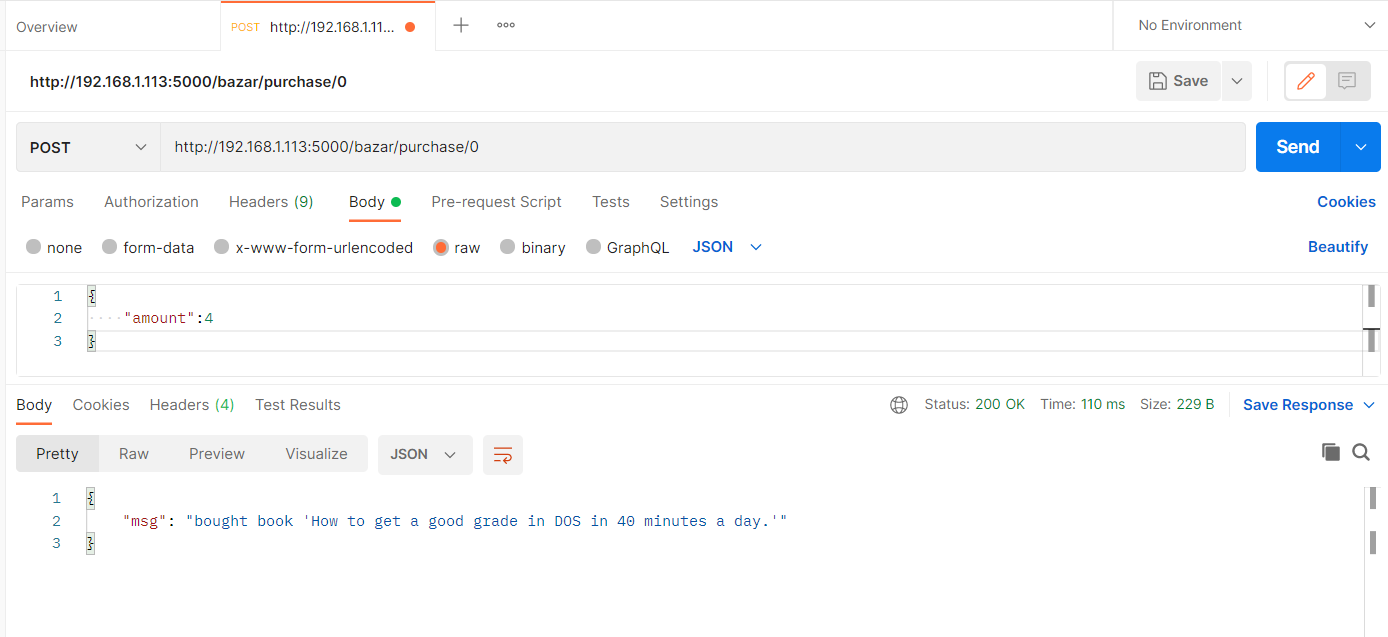 Overview
POST http://192.168.1.11...
No Environment
http://192.168.1.113:5000/bazar/purchase/0
Save
POST
http://192.168.1.113:5000/bazar/purchase/0
Send
Params Authorization Headers (9) Body Pre-request Script Tests Settings Cookies
none form-data x-www-form-urlencoded raw binary GraphQL JSON Beautify
1 {
2 "amount":4
3 }
Body Cookies Headers (4) Test Results Status: 200 OK Time: 110 ms Size: 229 B Save Response
Pretty Raw Preview Visualize JSON
1 {
2 "msg": "bought book 'How to get a good grade in DOS in 40 minutes a day.'"
3 }